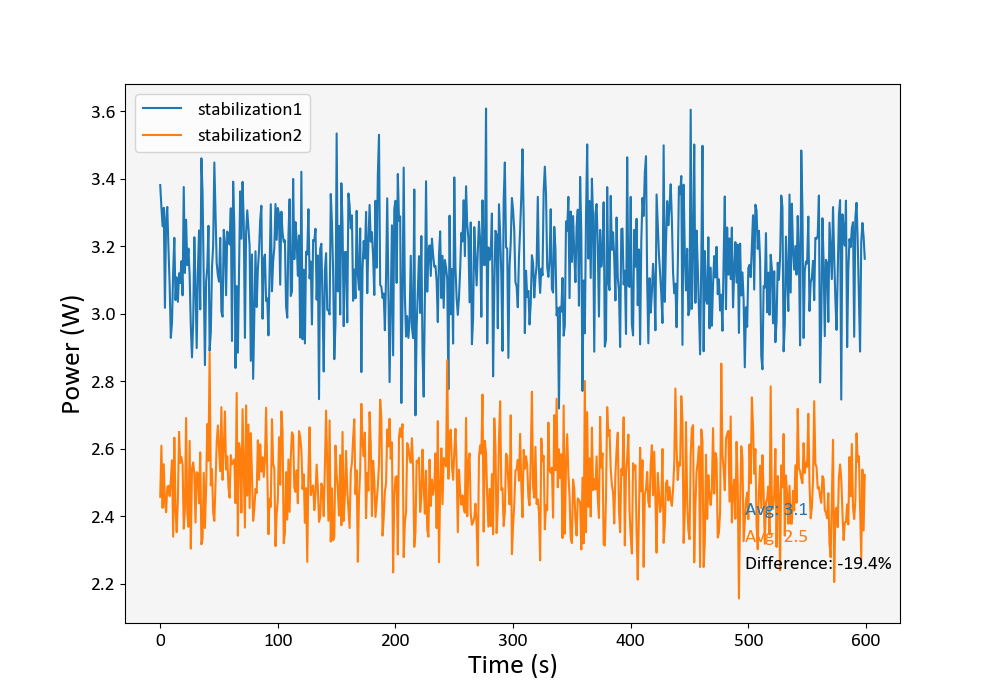 stabilization1
stabilization2
3.6
3.4
3.2
3.0
2.8
2.6
2.4
2.2
Power (W)
Avg: 3.1
Avg: 2.5
Difference: -19.4%
0 100 200 300 400 500 600
Time (s)